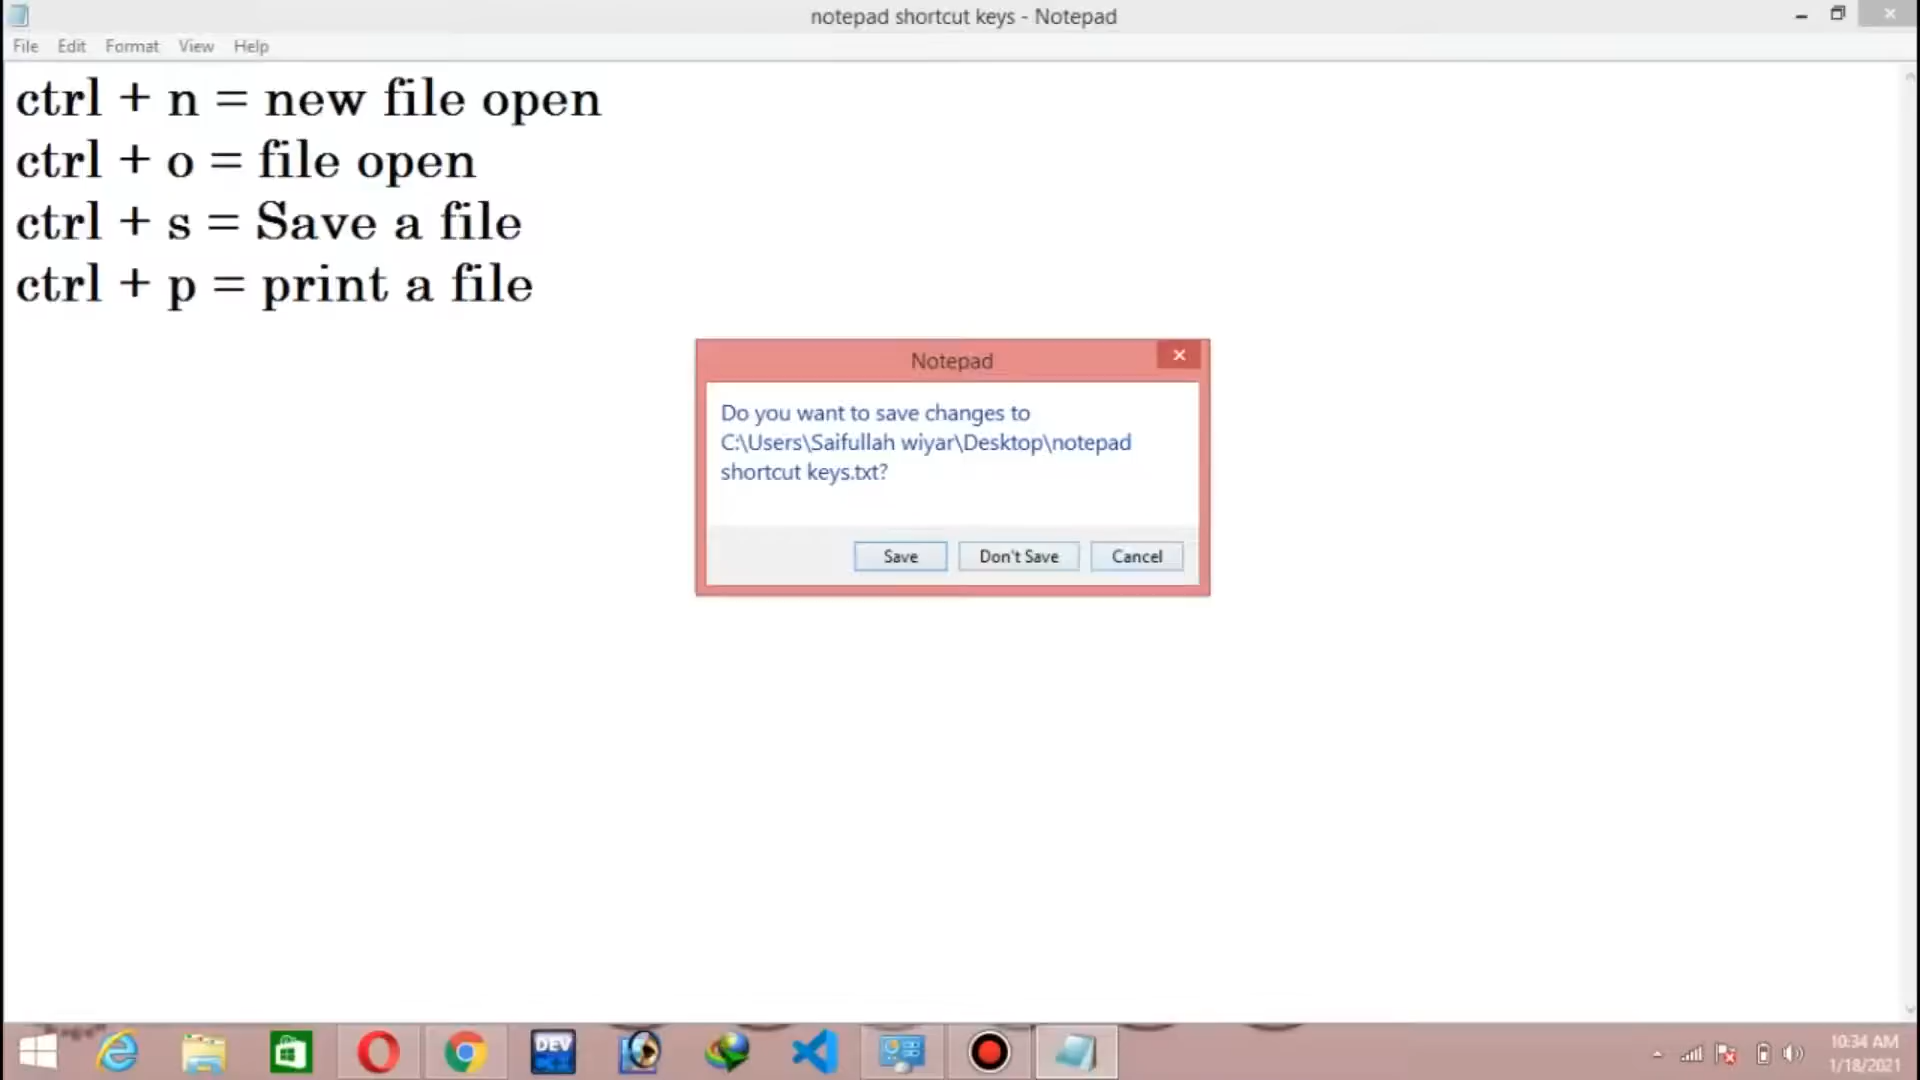 notepad shortcut keys - Notepad
File Edit Format View Help
ctrl + n = new file open
ctrl + o = file open
ctrl + s = Save a file
ctrl + p = print a file
Notepad
Do you want to save changes to
C:\Users\Saifullah wiyar\Desktop\notepad
shortcut keys.txt?
Save Don't Save Cancel
DEV
10:34 AM
1/18/2021